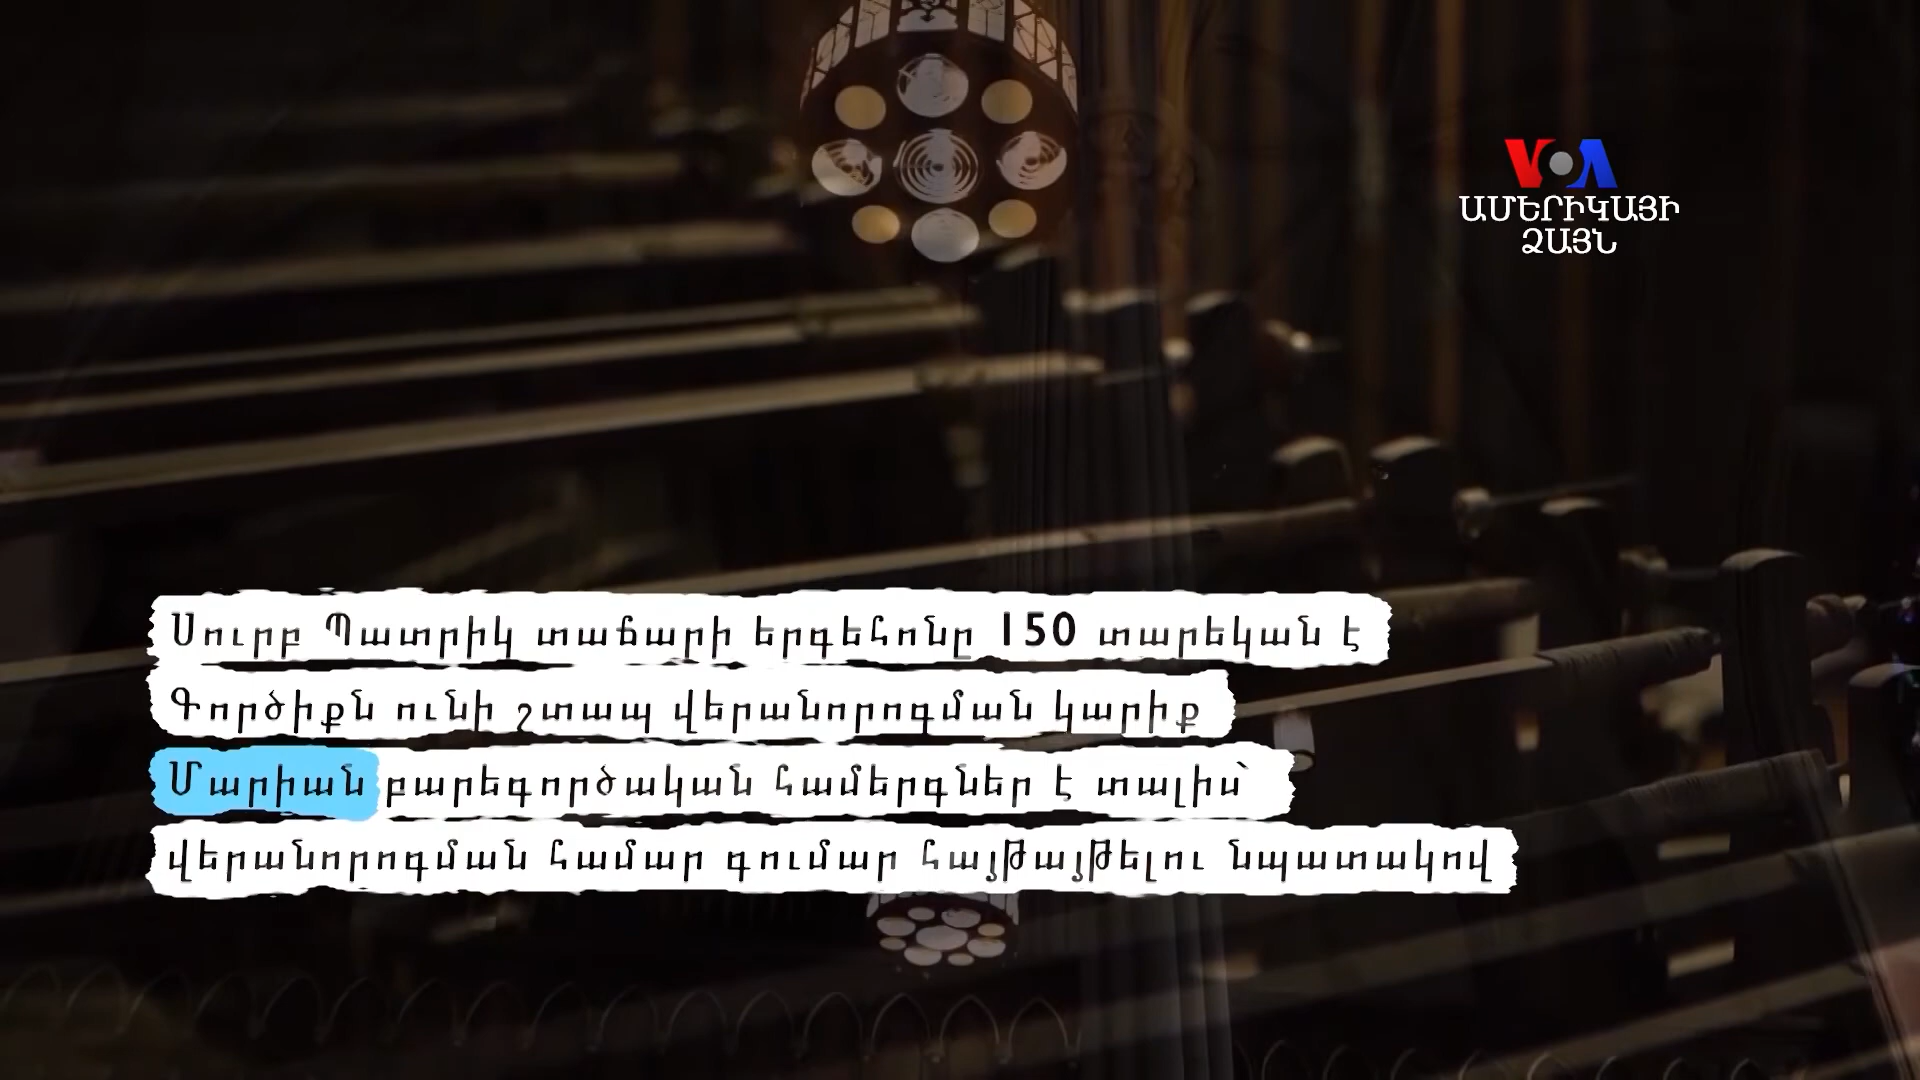 VOA
ԱՄԵՐԻԿԱՅԻ
ՁԱՅՆ
Սուրբ Պատրիկ տաճարի երգեհոնը 150 տարեկան է
Գործիքն ունի շտապ վերանորոգման կարիք
Մարիան բարեգործական համերգներ է տալիս՝
վերանորոգման համար գումար հայթայթելու նպատակով